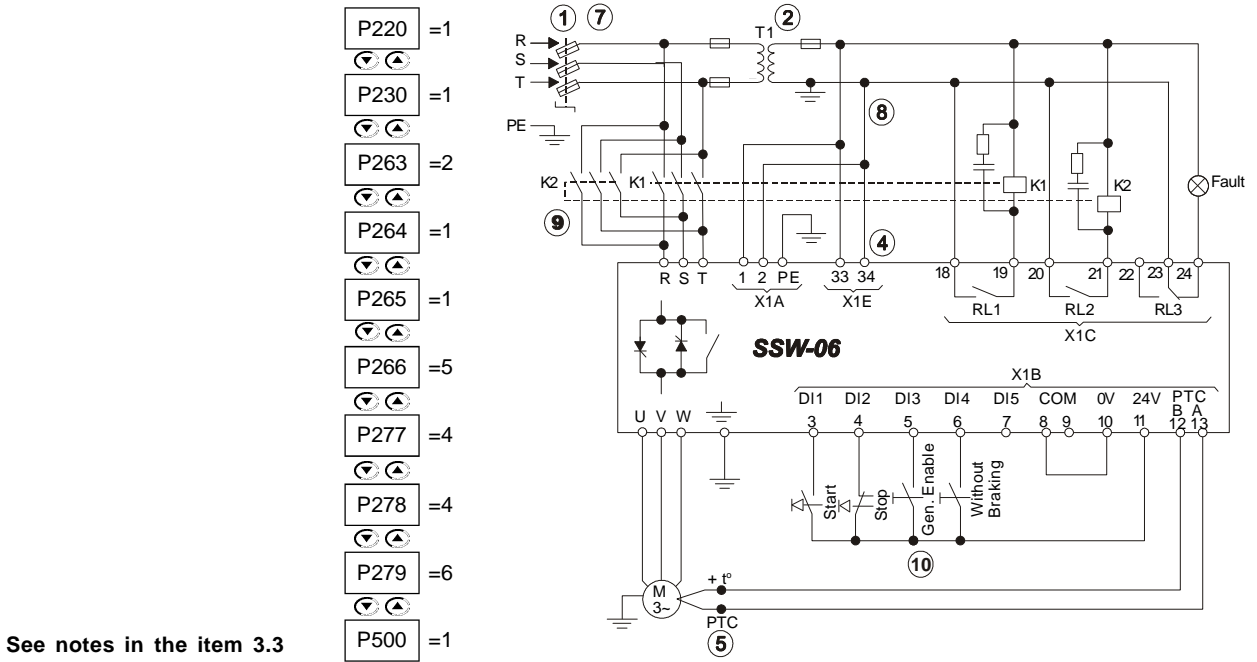 P220 =1
P230 =1
P263 =2
P264 =1
P265 =1
P266 =5
P277 =4
P278 =4
P279 =6
P500 =1
See notes in the item 3.3
1 7 T1 2
R
S
T
PE
8
K2 K1 K1 K2 Fault
9 4
R S T 1 2 PE 33 34 18 19 20 21 22 23 24
X1A X1E RL1 RL2 RL3
X1C
SSW-06
X1B
DI1 DI2 DI3 DI4 DI5 COM 0V 24V PTC
B A
U V W 3 4 5 6 7 8 9 10 11 12 13
Start
Stop
Gen. Enable
Without
Braking
10
M
3~
+ tº
PTC
5